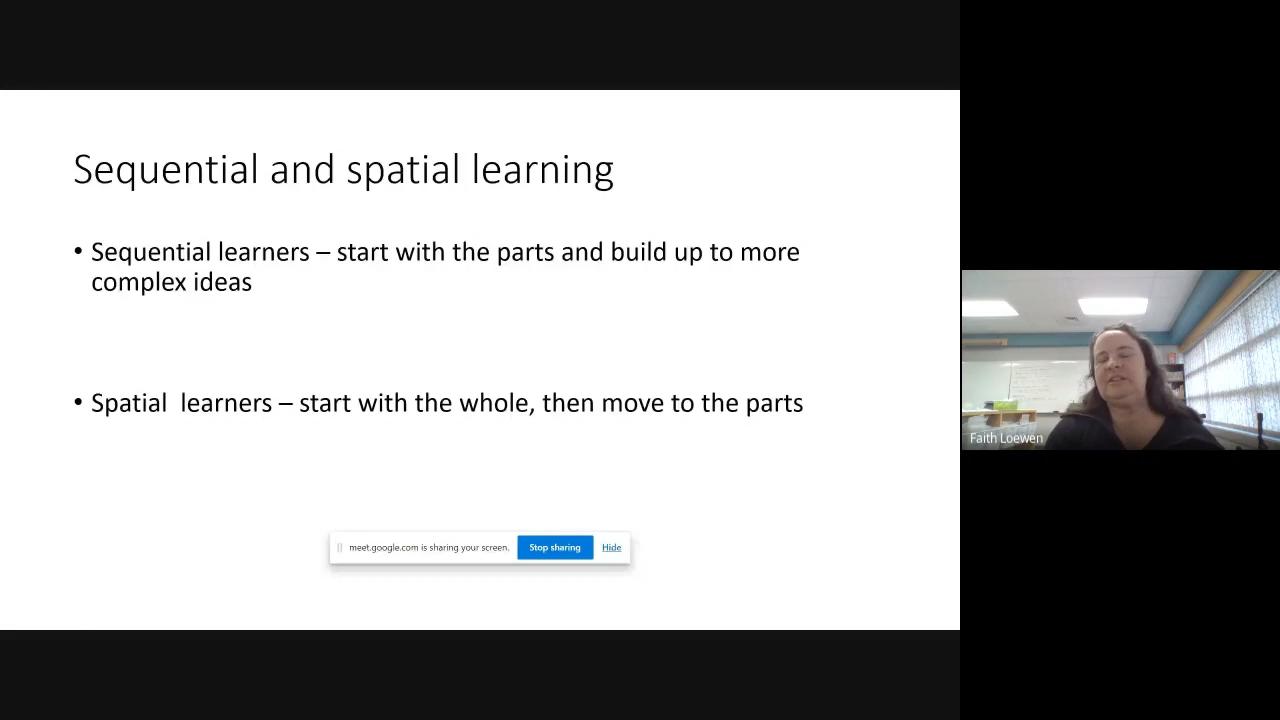 Sequential and spatial learning
• Sequential learners – start with the parts and build up to more
complex ideas
• Spatial  learners – start with the whole, then move to the parts
meet.google.com is sharing your screen. Stop sharing Hide
Faith Loewen